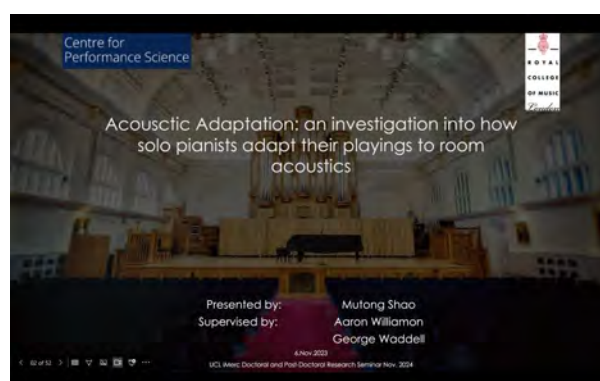 Centre for
Performance Science
ROYAL
COLLEGE
OF MUSIC
London
Acousctic Adaptation: an investigation into how
solo pianists adapt their playings to room
acoustics
Presented by: Mutong Shao
Supervised by: Aaron Williamon
George Waddell
6.Nov.2023
UCL iMerc Doctoral and Post-Doctoral Research Seminar Nov. 2024